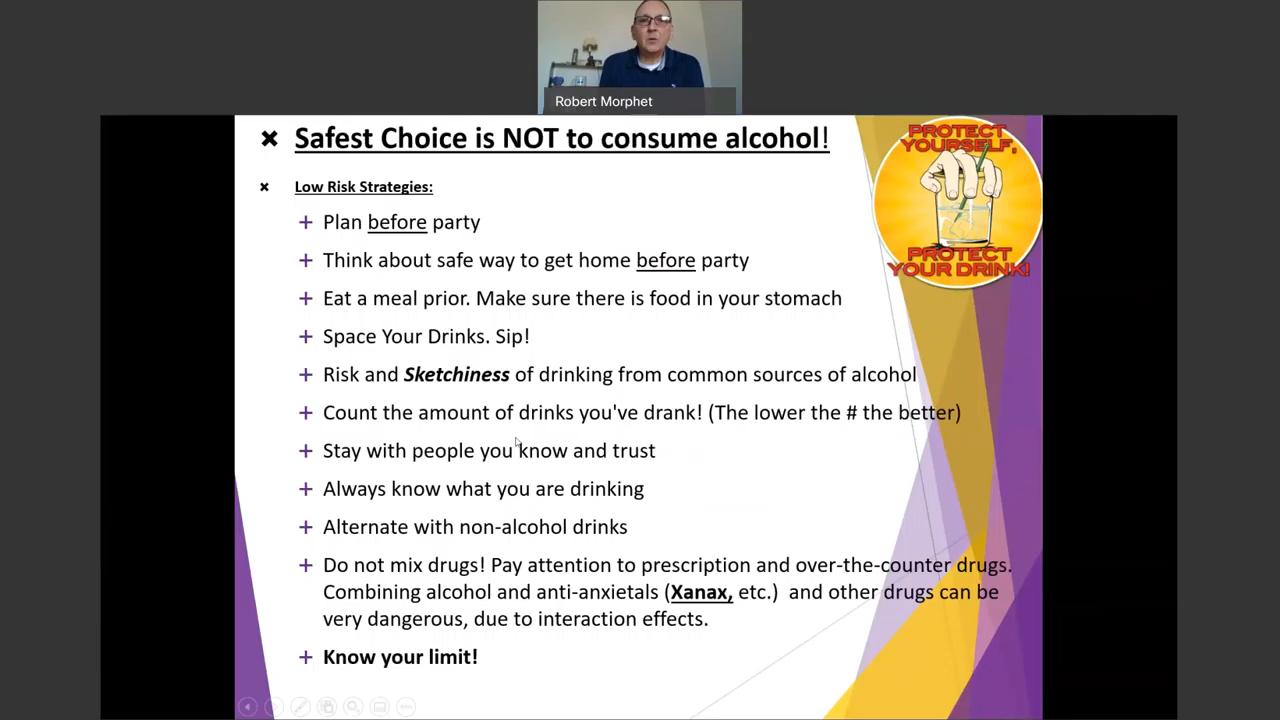 Robert Morphet
Safest Choice is NOT to consume alcohol!
Low Risk Strategies:
Plan before party
Think about safe way to get home before party
Eat a meal prior. Make sure there is food in your stomach
Space Your Drinks. Sip!
Risk and Sketchiness of drinking from common sources of alcohol
Count the amount of drinks you've drank! (The lower the # the better)
Stay with people you know and trust
Always know what you are drinking
Alternate with non-alcohol drinks
Do not mix drugs! Pay attention to prescription and over-the-counter drugs.
Combining alcohol and anti-anxietals (Xanax, etc.) and other drugs can be
very dangerous, due to interaction effects.
Know your limit!
PROTECT
YOURSELF,
PROTECT
YOUR DRINK!